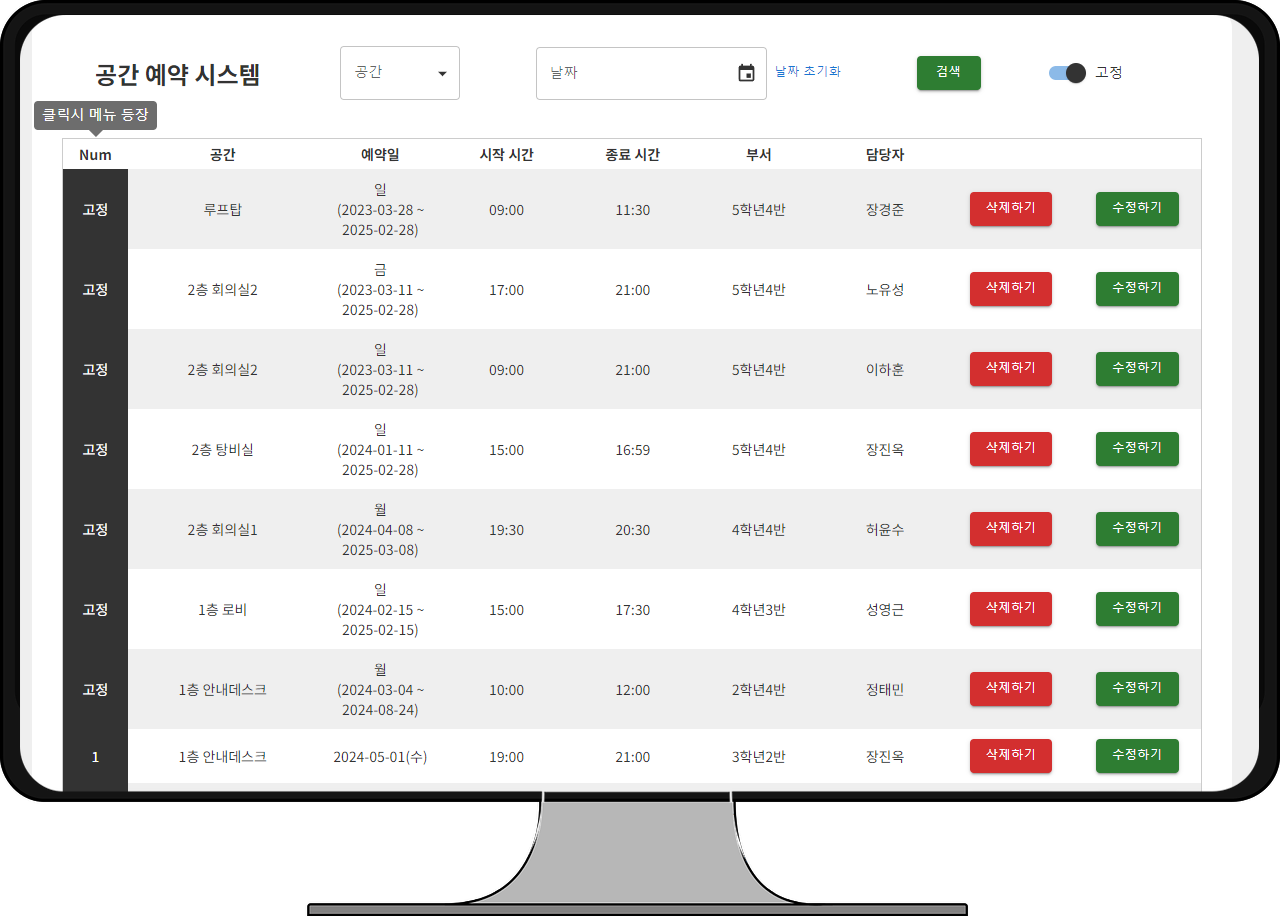 공간 예약 시스템
공간
날짜
날짜 초기화
검색
고정
클릭시 메뉴 등장
Num 공간 예약일 시작 시간 종료 시간 부서 담당자
고정 루프탑 일 (2023-03-28 ~ 2025-02-28) 09:00 11:30 5학년4반 장경준 삭제하기 수정하기
고정 2층 회의실2 금 (2023-03-11 ~ 2025-02-28) 17:00 21:00 5학년4반 노유성 삭제하기 수정하기
고정 2층 회의실2 일 (2023-03-11 ~ 2025-02-28) 09:00 21:00 5학년4반 이하훈 삭제하기 수정하기
고정 2층 탕비실 일 (2024-01-11 ~ 2025-02-28) 15:00 16:59 5학년4반 장진옥 삭제하기 수정하기
고정 2층 회의실1 월 (2024-04-08 ~ 2025-03-08) 19:30 20:30 4학년4반 허윤수 삭제하기 수정하기
고정 1층 로비 일 (2024-02-15 ~ 2025-02-15) 15:00 17:30 4학년3반 성영근 삭제하기 수정하기
고정 1층 안내데스크 월 (2024-03-04 ~ 2024-08-24) 10:00 12:00 2학년4반 정태민 삭제하기 수정하기
1 1층 안내데스크 2024-05-01(수) 19:00 21:00 3학년2반 장진옥 삭제하기 수정하기